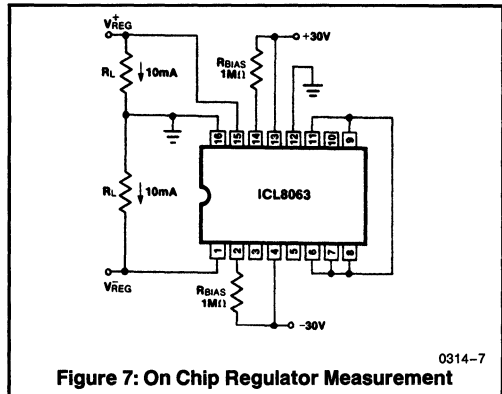 V+REG
+30V
RBIAS
1MΩ
RL
10mA
16 15 14 13 12 11 10 9
ICL8063
RL
10mA
1 2 3 4 5 6 7 8
V-REG
RBIAS
1MΩ
-30V
0314-7
Figure 7: On Chip Regulator Measurement